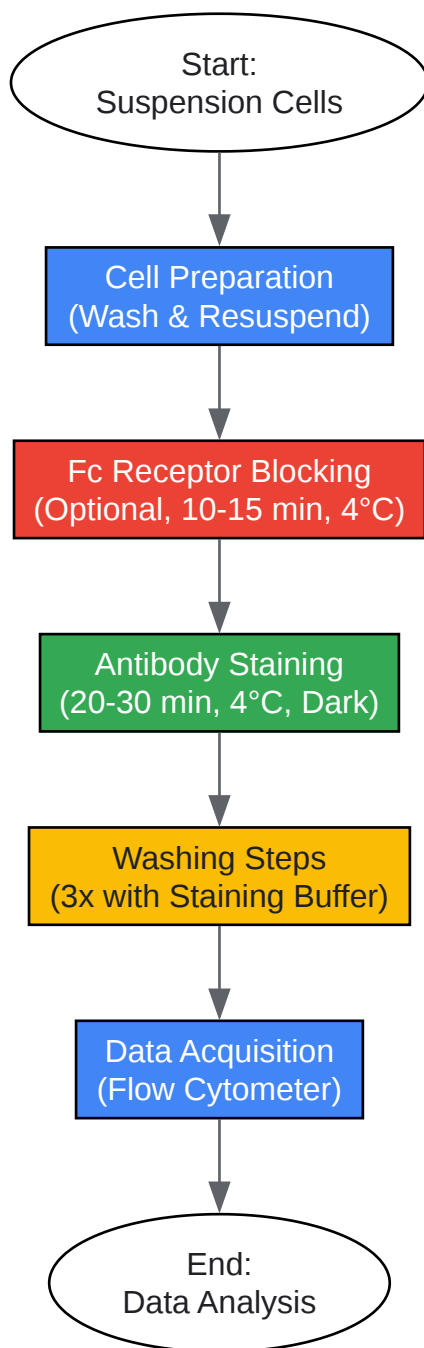 Start:
Suspension Cells
Cell Preparation
(Wash & Resuspend)
Fc Receptor Blocking
(Optional, 10-15 min, 4°C)
Antibody Staining
(20-30 min, 4°C, Dark)
Washing Steps
(3x with Staining Buffer)
Data Acquisition
(Flow Cytometer)
End:
Data Analysis